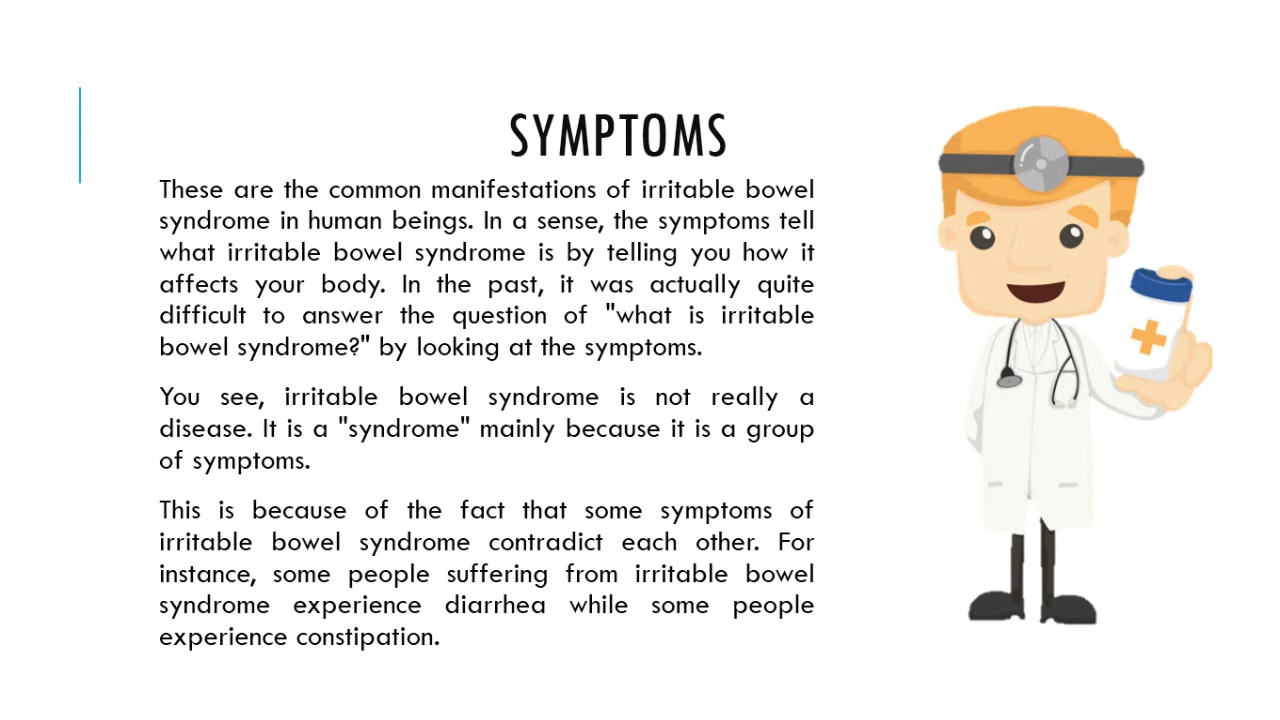 SYMPTOMS
These are the common manifestations of irritable bowel
syndrome in human beings. In a sense, the symptoms tell
what irritable bowel syndrome is by telling you how it
affects your body. In the past, it was actually quite
difficult to answer the question of "what is irritable
bowel syndrome?" by looking at the symptoms.
You see, irritable bowel syndrome is not really a
disease. It is a "syndrome" mainly because it is a group
of symptoms.
This is because of the fact that some symptoms of
irritable bowel syndrome contradict each other. For
instance, some people suffering from irritable bowel
syndrome experience diarrhea while some people
experience constipation.